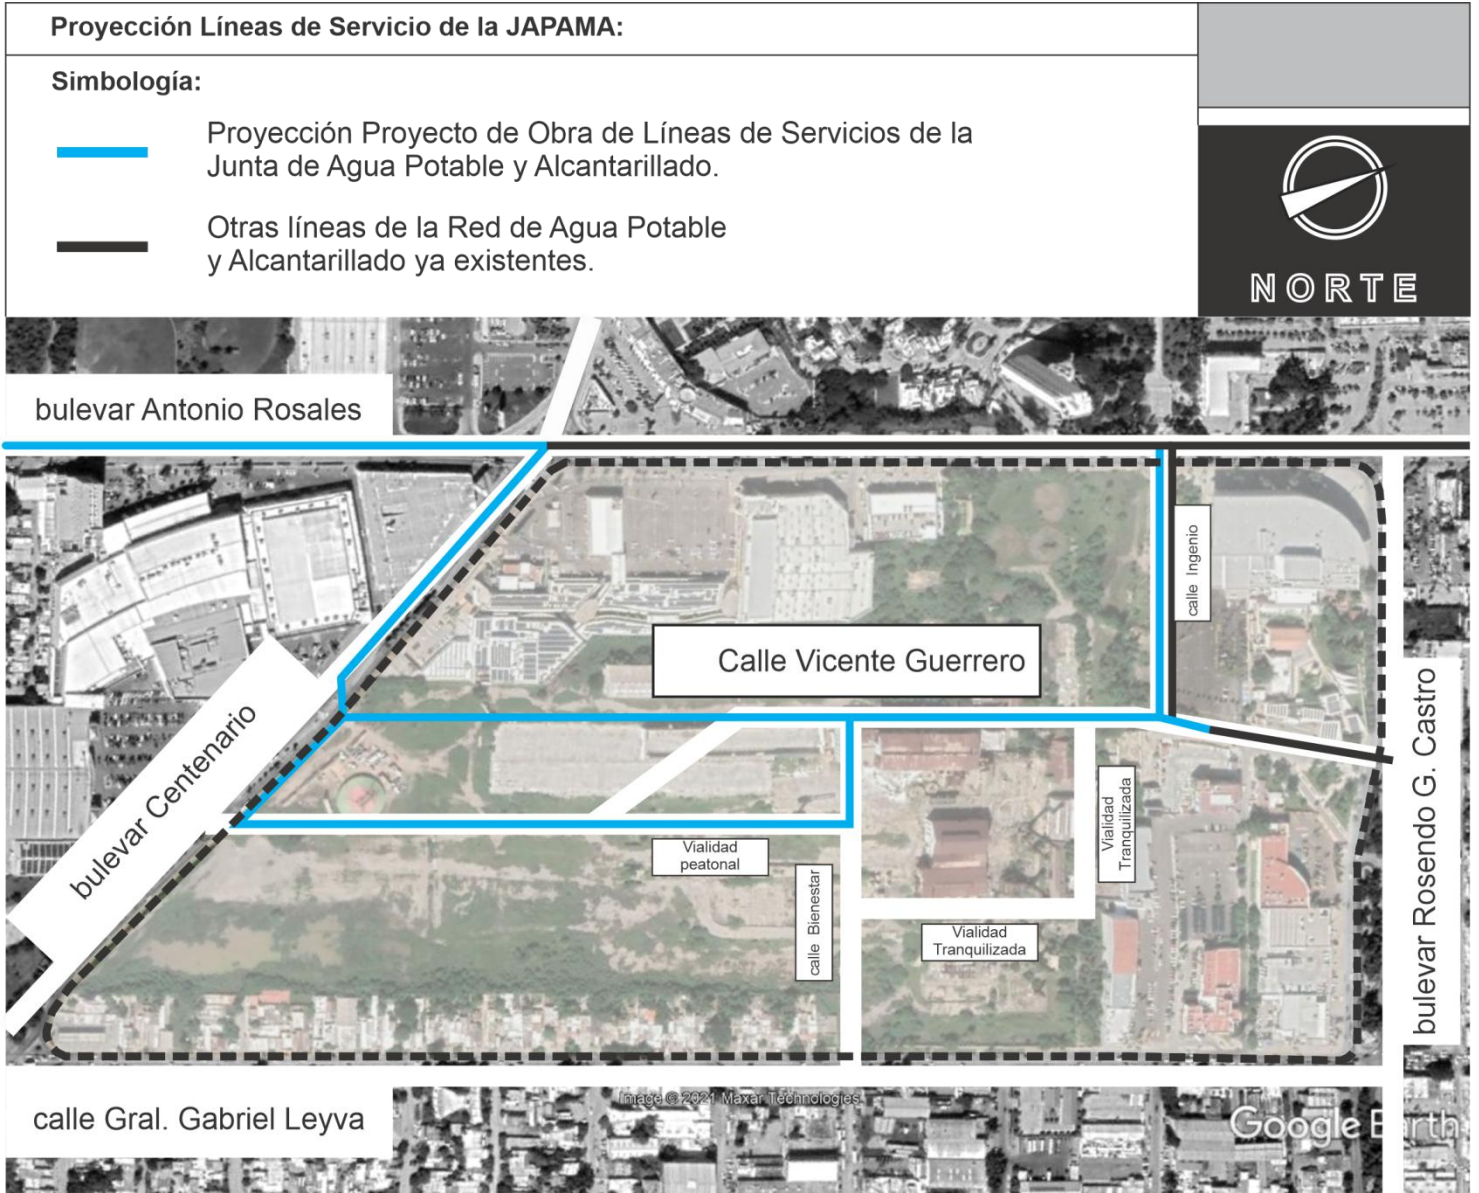 Proyección Líneas de Servicio de la JAPAMA:
Simbología:
Proyección Proyecto de Obra de Líneas de Servicios de la
Junta de Agua Potable y Alcantarillado.
Otras líneas de la Red de Agua Potable
y Alcantarillado ya existentes.
NORTE
bulevar Antonio Rosales
calle Ingenio
Calle Vicente Guerrero
bulevar Centenario
bulevar Rosendo G. Castro
Vialidad
Tranquilizada
Vialidad
peatonal
calle Bienestar
Vialidad
Tranquilizada
calle Gral. Gabriel Leyva
Image © 2021 Maxar Technologies
Google Earth